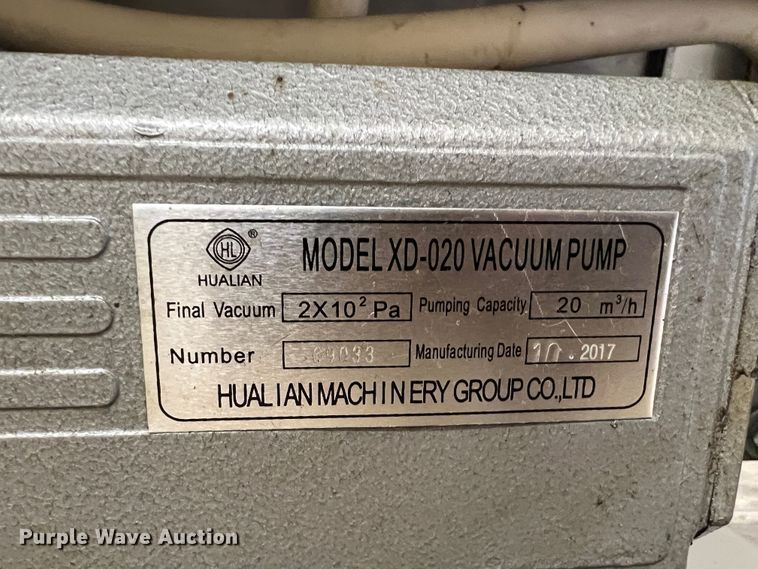 HL ®
HUALIAN
MODEL XD-020 VACUUM PUMP
Final Vacuum 2X10² Pa Pumping Capacity 20 m³/h
Number Manufacturing Date 10 . 2017
HUALIAN MACHINERY GROUP CO.,LTD
Purple Wave Auction